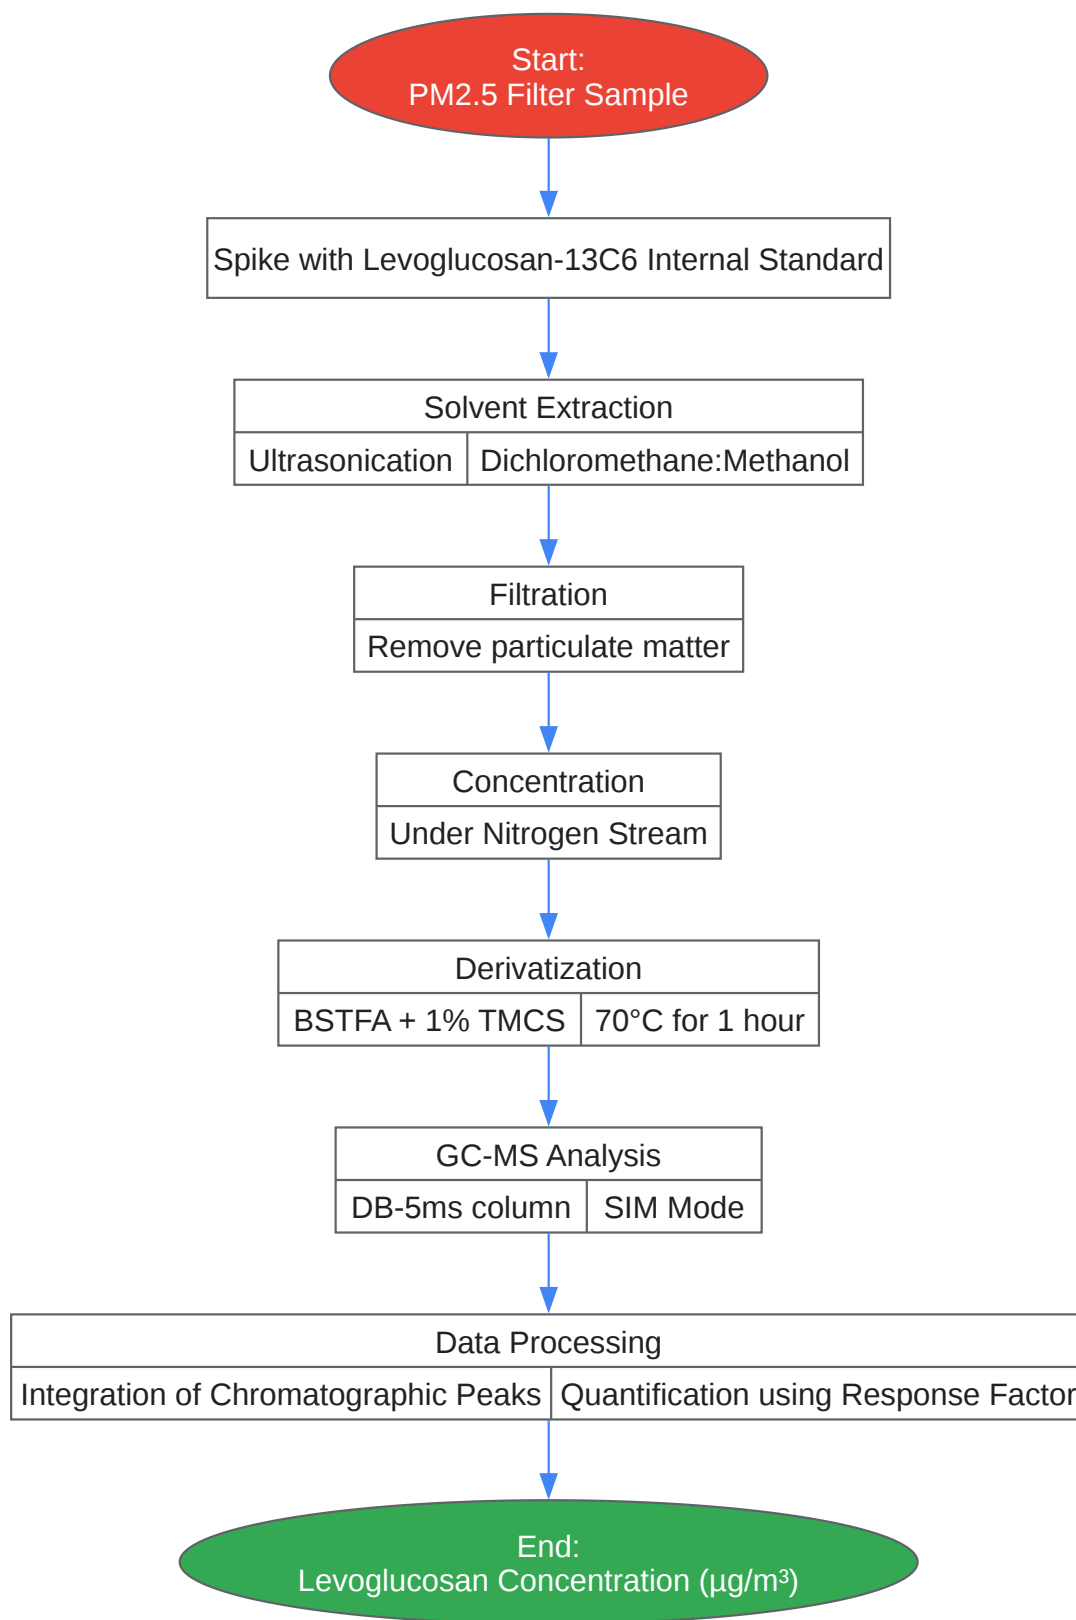 Start:
PM2.5 Filter Sample
Spike with Levoglucosan-13C6 Internal Standard
Solvent Extraction
Ultrasonication
Dichloromethane:Methanol
Filtration
Remove particulate matter
Concentration
Under Nitrogen Stream
Derivatization
BSTFA + 1% TMCS
70°C for 1 hour
GC-MS Analysis
DB-5ms column
SIM Mode
Data Processing
Integration of Chromatographic Peaks
Quantification using Response Factor
End:
Levoglucosan Concentration (µg/m³)